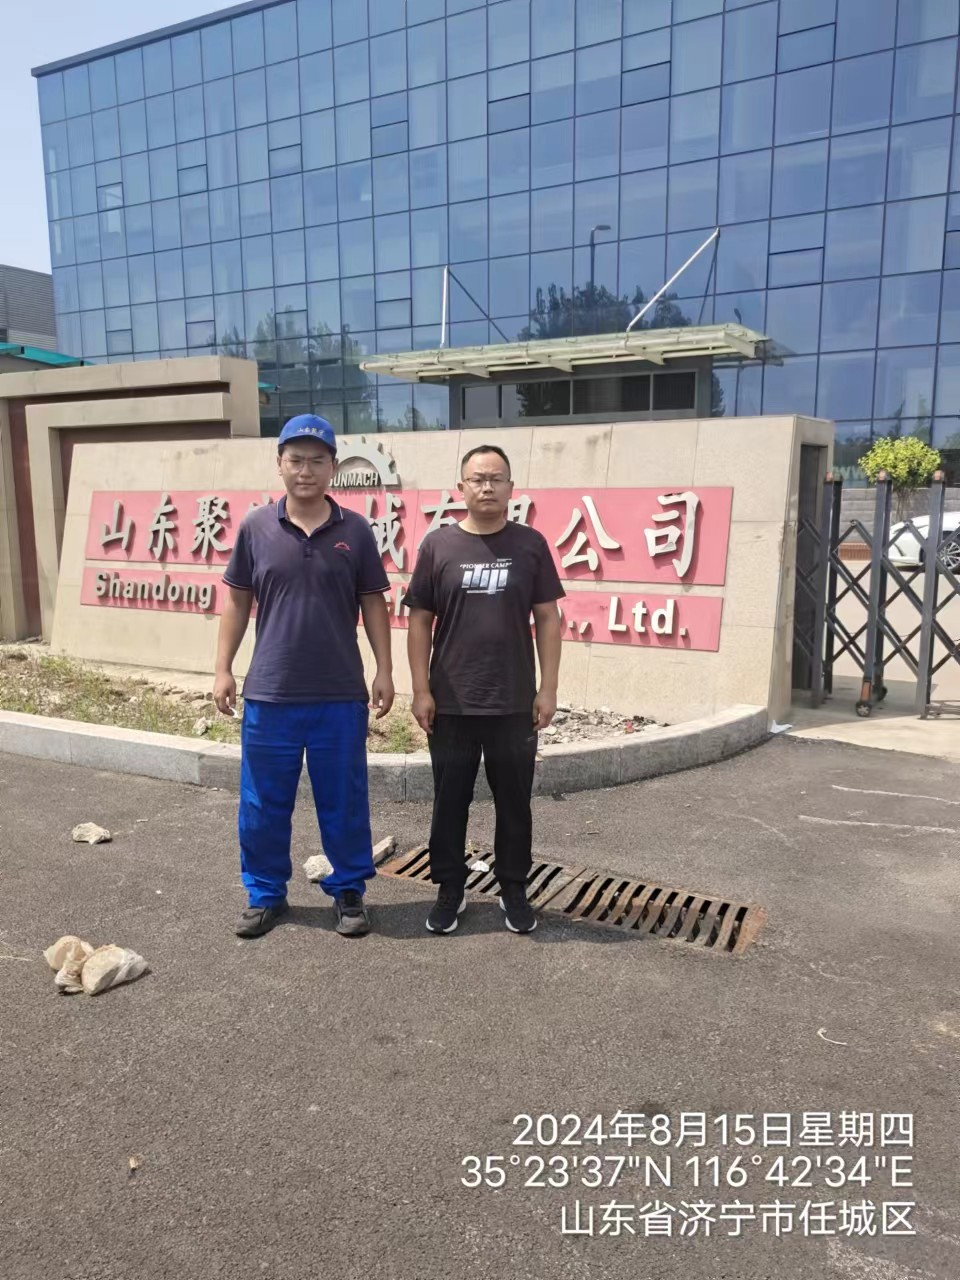 GUNMACH
山东聚
有限公司
Shandong
., Ltd.
"PIONEER CAMP"
2024年8月15日星期四
35°23'37"N 116°42'34"E
山东省济宁市任城区